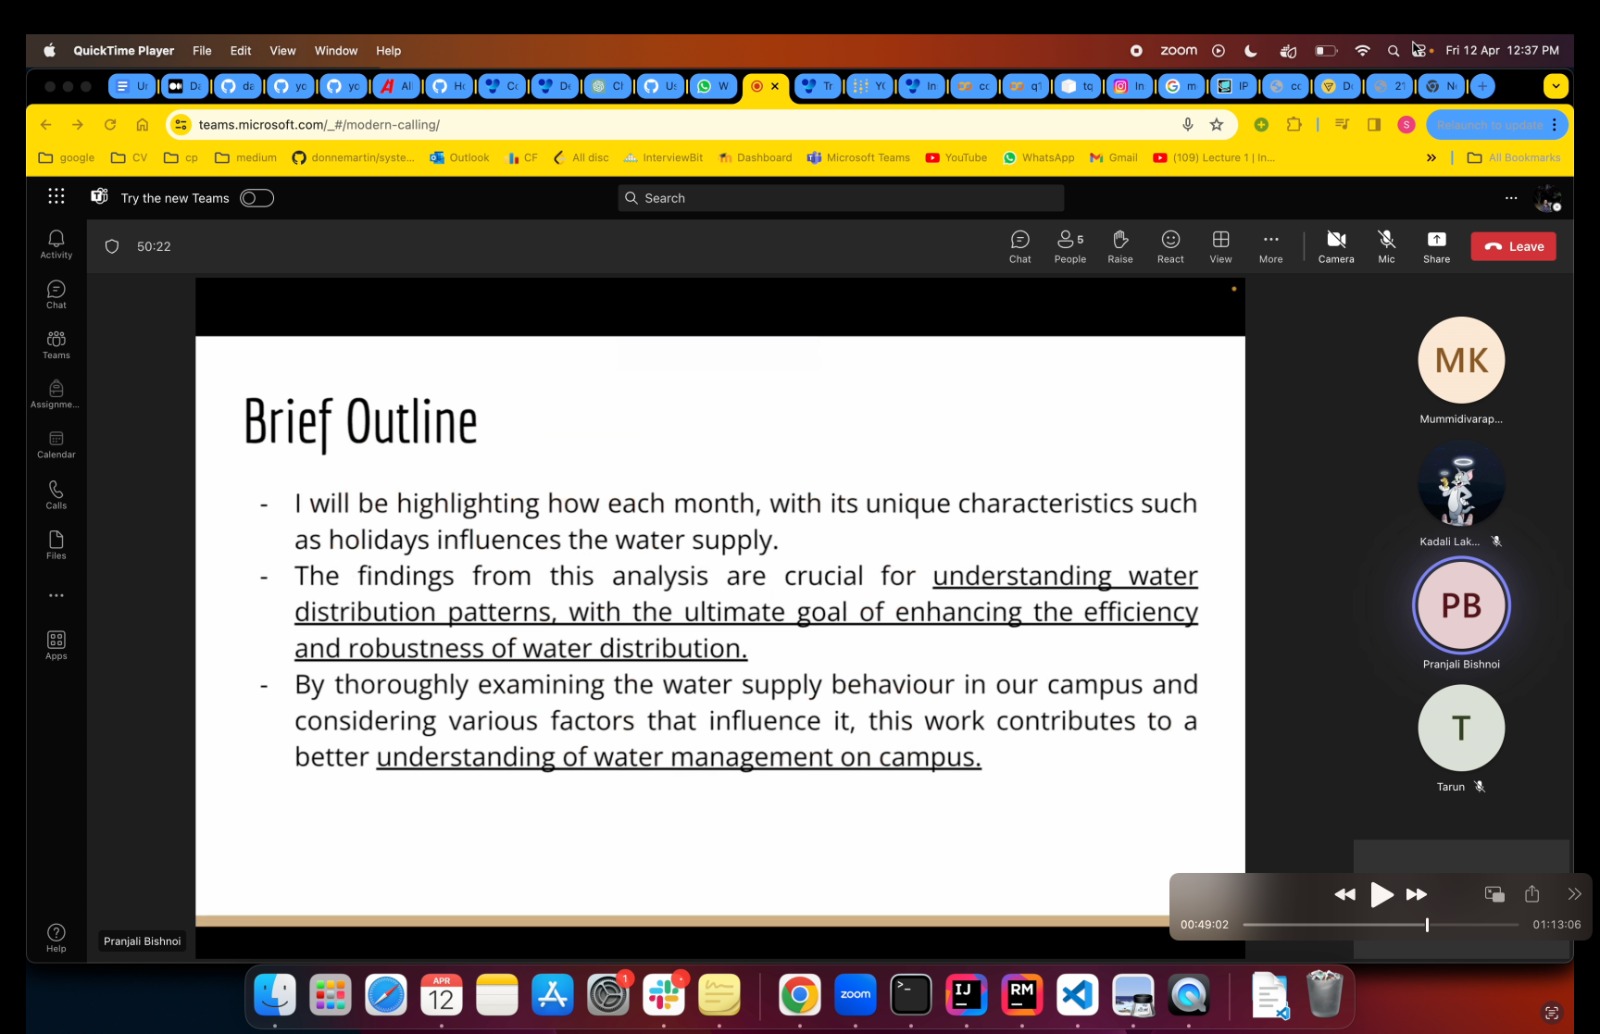 QuickTime Player File Edit View Window Help
zoom Fri 12 Apr 12:37 PM
teams.microsoft.com/_#/modern-calling/
Relaunch to update
google CV cp medium donnemartin/syste... Outlook CF All disc InterviewBit Dashboard Microsoft Teams YouTube WhatsApp Gmail (109) Lecture 1 | In... » All Bookmarks
Try the new Teams
Search
50:22
Chat
5 People
Raise
React
View
More
Camera
Mic
Share
Leave
Activity
Chat
Teams
Assignme...
Calendar
Calls
Files
Apps
Help
Brief Outline
- I will be highlighting how each month, with its unique characteristics such
as holidays influences the water supply.
- The findings from this analysis are crucial for understanding water
distribution patterns, with the ultimate goal of enhancing the efficiency
and robustness of water distribution.
- By thoroughly examining the water supply behaviour in our campus and
considering various factors that influence it, this work contributes to a
better understanding of water management on campus.
MK
Mummidivarap...
Kadali Lak...
PB
Pranjali Bishnoi
T
Tarun
Pranjali Bishnoi
00:49:02 01:13:06
APR
12
1
zoom
IJ
RM